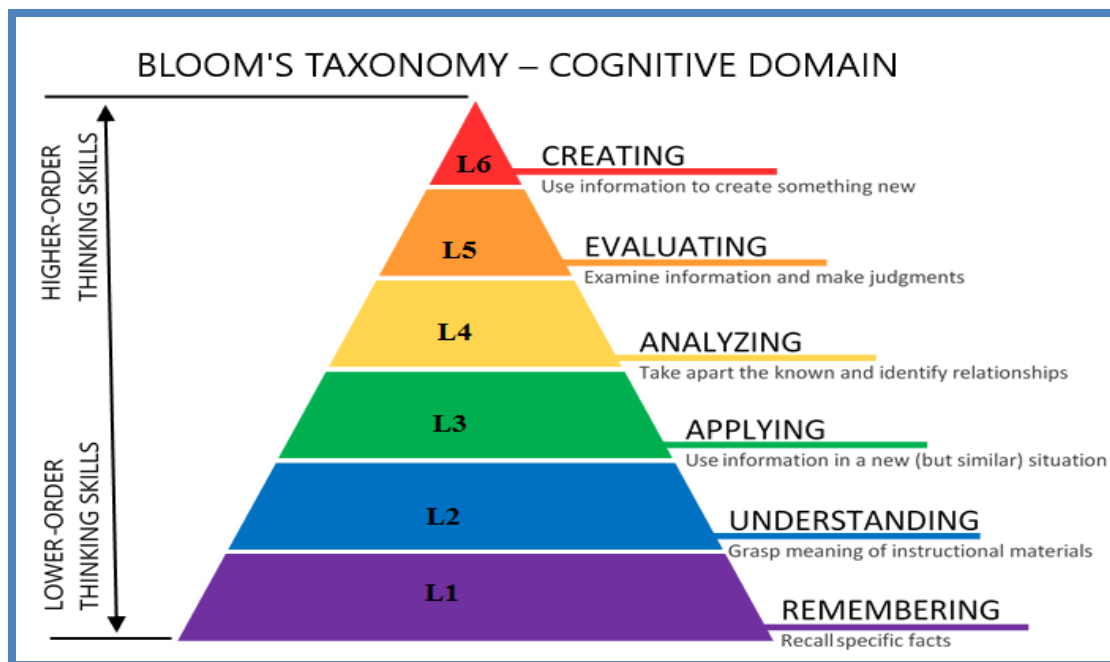 BLOOM'S TAXONOMY – COGNITIVE DOMAIN
HIGHER-ORDER
THINKING SKILLS
L6
CREATING
Use information to create something new
L5
EVALUATING
Examine information and make judgments
L4
ANALYZING
Take apart the known and identify relationships
L3
APPLYING
Use information in a new (but similar) situation
LOWER-ORDER
THINKING SKILLS
L2
UNDERSTANDING
Grasp meaning of instructional materials
L1
REMEMBERING
Recall specific facts